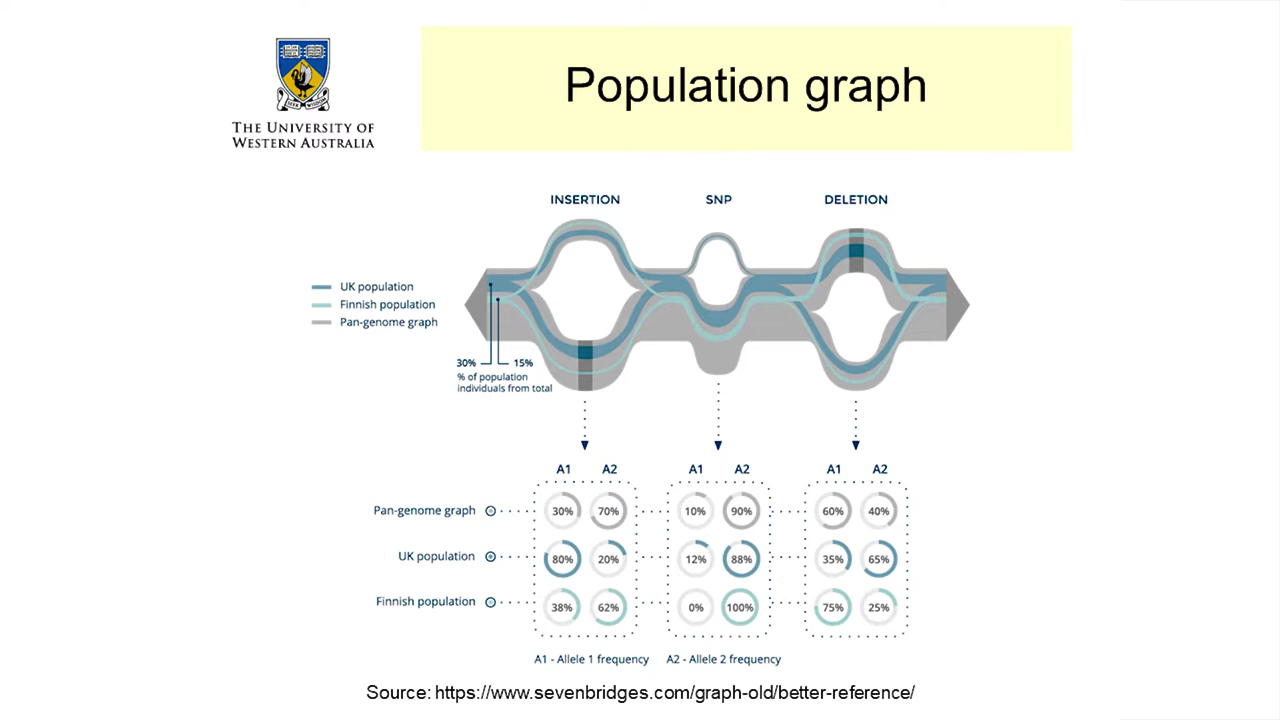 THE UNIVERSITY OF
WESTERN AUSTRALIA
Population graph
INSERTION SNP DELETION
UK population
Finnish population
Pan-genome graph
30% 15%
% of population
individuals from total
A1 A2 A1 A2 A1 A2
Pan-genome graph 30% 70% 10% 90% 60% 40%
UK population 80% 20% 12% 88% 35% 65%
Finnish population 38% 62% 0% 100% 75% 25%
A1 - Allele 1 frequency A2 - Allele 2 frequency
Source: https://www.sevenbridges.com/graph-old/better-reference/